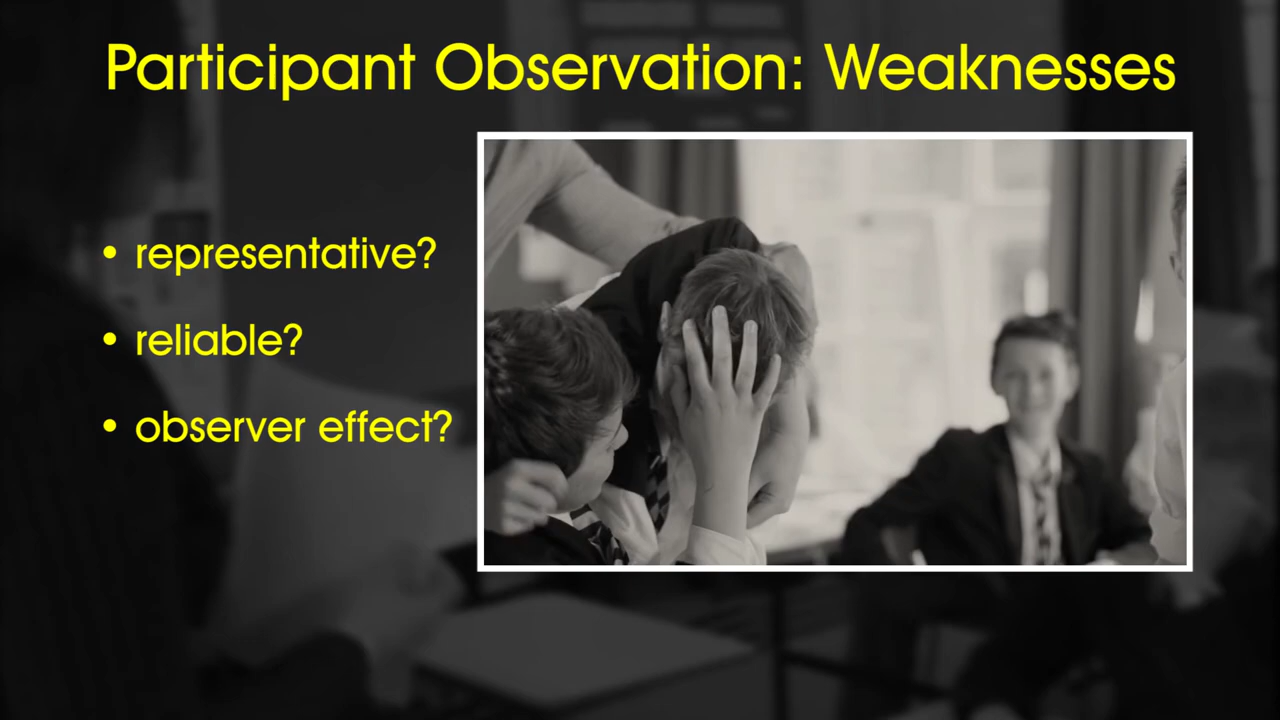 Participant Observation: Weaknesses
• representative?
• reliable?
• observer effect?